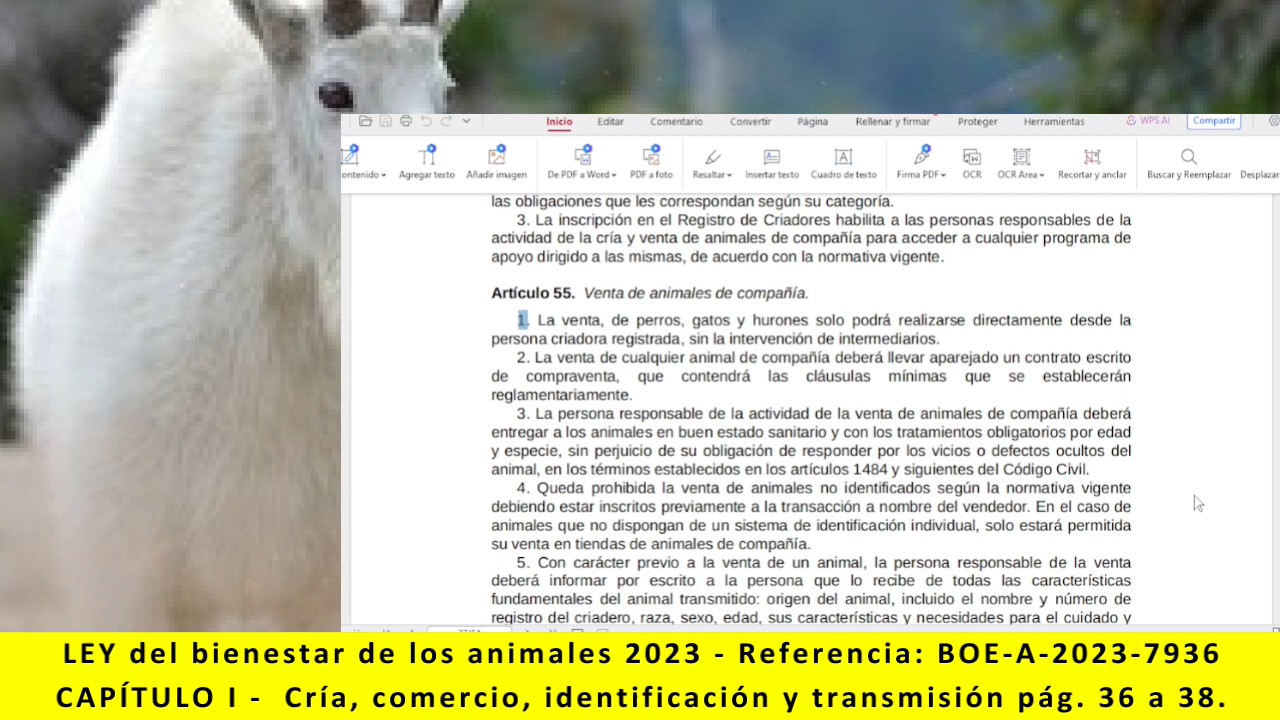 Inicio Editar Comentario Convertir Página Rellenar y firmar Proteger Herramientas WPS AI Compartir
ontenido Agregar texto Añadir imagen De PDF a Word PDF a foto Resaltar Insertar texto Cuadro de texto Firma PDF OCR OCR Area Recortar y anclar Buscar y Reemplazar Desplazar
las obligaciones que les correspondan según su categoría.
3. La inscripción en el Registro de Criadores habilita a las personas responsables de la
actividad de la cría y venta de animales de compañía para acceder a cualquier programa de
apoyo dirigido a las mismas, de acuerdo con la normativa vigente.
Artículo 55. Venta de animales de compañía.
1. La venta, de perros, gatos y hurones solo podrá realizarse directamente desde la
persona criadora registrada, sin la intervención de intermediarios.
2. La venta de cualquier animal de compañía deberá llevar aparejado un contrato escrito
de compraventa, que contendrá las cláusulas mínimas que se establecerán
reglamentariamente.
3. La persona responsable de la actividad de la venta de animales de compañía deberá
entregar a los animales en buen estado sanitario y con los tratamientos obligatorios por edad
y especie, sin perjuicio de su obligación de responder por los vicios o defectos ocultos del
animal, en los términos establecidos en los artículos 1484 y siguientes del Código Civil.
4. Queda prohibida la venta de animales no identificados según la normativa vigente
debiendo estar inscritos previamente a la transacción a nombre del vendedor. En el caso de
animales que no dispongan de un sistema de identificación individual, solo estará permitida
su venta en tiendas de animales de compañía.
5. Con carácter previo a la venta de un animal, la persona responsable de la venta
deberá informar por escrito a la persona que lo recibe de todas las características
fundamentales del animal transmitido: origen del animal, incluido el nombre y número de
registro del criadero, raza, sexo, edad, sus características y necesidades para el cuidado y
LEY del bienestar de los animales 2023 - Referencia: BOE-A-2023-7936
CAPÍTULO I - Cría, comercio, identificación y transmisión pág. 36 a 38.